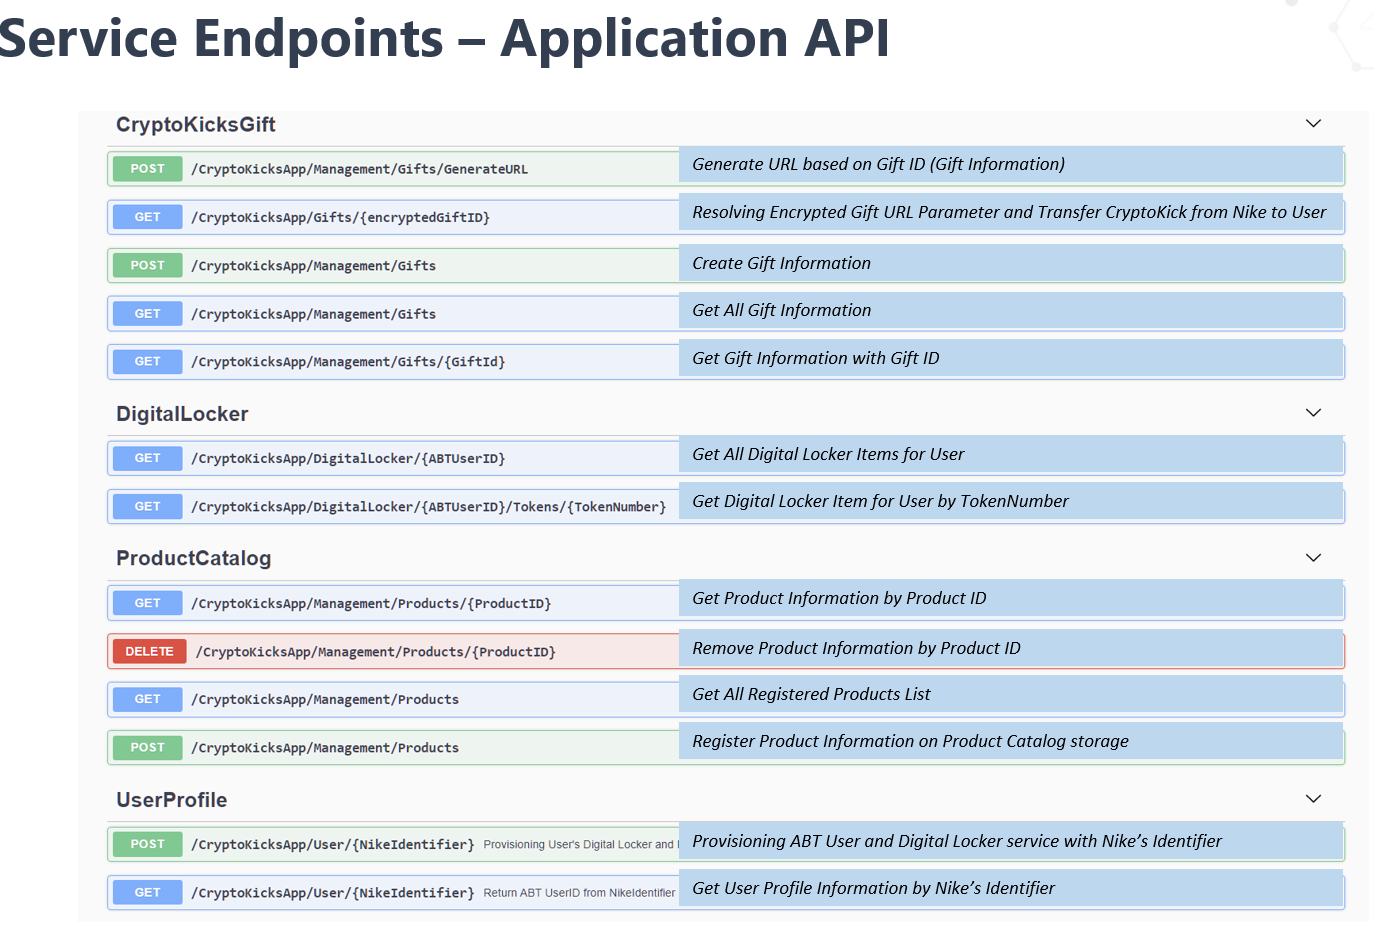 Service Endpoints – Application API
CryptoKicksGift
POST /CryptoKicksApp/Management/Gifts/GenerateURL Generate URL based on Gift ID (Gift Information)
GET /CryptoKicksApp/Gifts/{encryptedGiftID} Resolving Encrypted Gift URL Parameter and Transfer CryptoKick from Nike to User
POST /CryptoKicksApp/Management/Gifts Create Gift Information
GET /CryptoKicksApp/Management/Gifts Get All Gift Information
GET /CryptoKicksApp/Management/Gifts/{GiftId} Get Gift Information with Gift ID
DigitalLocker
GET /CryptoKicksApp/DigitalLocker/{ABTUserID} Get All Digital Locker Items for User
GET /CryptoKicksApp/DigitalLocker/{ABTUserID}/Tokens/{TokenNumber} Get Digital Locker Item for User by TokenNumber
ProductCatalog
GET /CryptoKicksApp/Management/Products/{ProductID} Get Product Information by Product ID
DELETE /CryptoKicksApp/Management/Products/{ProductID} Remove Product Information by Product ID
GET /CryptoKicksApp/Management/Products Get All Registered Products List
POST /CryptoKicksApp/Management/Products Register Product Information on Product Catalog storage
UserProfile
POST /CryptoKicksApp/User/{NikeIdentifier} Provisioning User's Digital Locker and Provisioning ABT User and Digital Locker service with Nike’s Identifier
GET /CryptoKicksApp/User/{NikeIdentifier} Return ABT UserID from NikeIdentifier Get User Profile Information by Nike’s Identifier